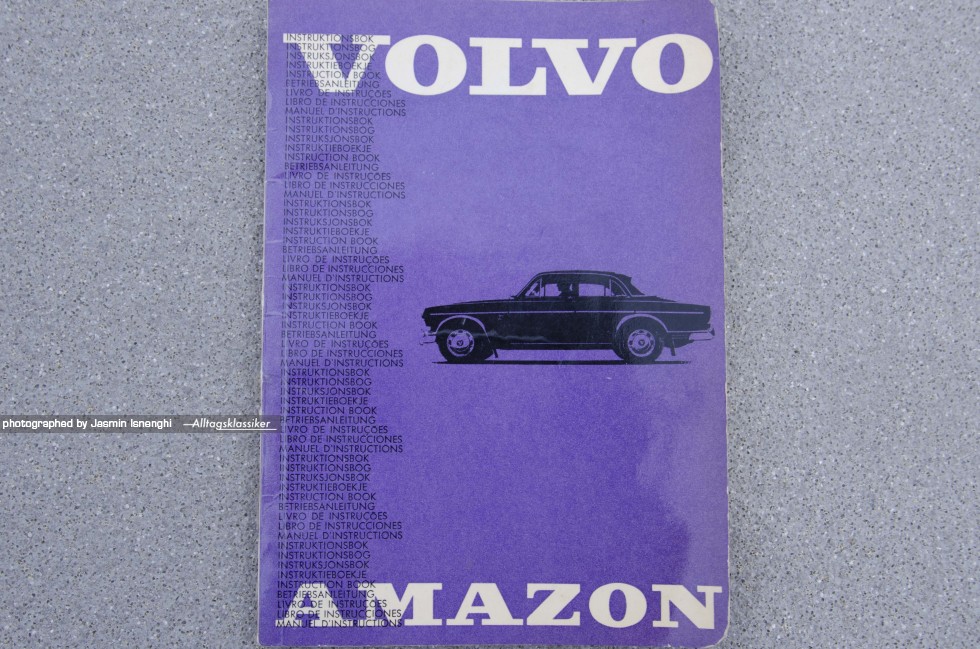 VOLVO
INSTRUKTIONSBOK
INSTRUKTIONSBOG
INSTRUKSJONSBOK
INSTRUKTIEBOEKJE
INSTRUCTION BOOK
BETRIEBSANLEITUNG
LIVRO DE INSTRUÇÕES
LIBRO DE INSTRUCCIONES
MANUEL D'INSTRUCTIONS
INSTRUKTIONSBOK
INSTRUKTIONSBOG
INSTRUKSJONSBOK
INSTRUKTIEBOEKJE
INSTRUCTION BOOK
BETRIEBSANLEITUNG
LIVRO DE INSTRUÇÕES
LIBRO DE INSTRUCCIONES
MANUEL D'INSTRUCTIONS
INSTRUKTIONSBOK
INSTRUKTIONSBOG
INSTRUKSJONSBOK
INSTRUKTIEBOEKJE
INSTRUCTION BOOK
BETRIEBSANLEITUNG
LIVRO DE INSTRUÇÕES
LIBRO DE INSTRUCCIONES
MANUEL D'INSTRUCTIONS
INSTRUKTIONSBOK
INSTRUKTIONSBOG
INSTRUKSJONSBOK
INSTRUKTIEBOEKJE
INSTRUCTION BOOK
BETRIEBSANLEITUNG
LIVRO DE INSTRUÇÕES
LIBRO DE INSTRUCCIONES
MANUEL D'INSTRUCTIONS
INSTRUKTIONSBOK
INSTRUKTIONSBOG
INSTRUKSJONSBOK
INSTRUKTIEBOEKJE
INSTRUCTION BOOK
BETRIEBSANLEITUNG
LIVRO DE INSTRUÇÕES
LIBRO DE INSTRUCCIONES
MANUEL D'INSTRUCTIONS
INSTRUKTIONSBOK
INSTRUKTIONSBOG
INSTRUKSJONSBOK
INSTRUKTIEBOEKJE
INSTRUCTION BOOK
BETRIEBSANLEITUNG
LIVRO DE INSTRUÇÕES
LIBRO DE INSTRUCCIONES
MANUEL D'INSTRUCTIONS
INSTRUKTIONSBOK
INSTRUKTIONSBOG
INSTRUKSJONSBOK
INSTRUKTIEBOEKJE
INSTRUCTION BOOK
BETRIEBSANLEITUNG
LIVRO DE INSTRUÇÕES
LIBRO DE INSTRUCCIONES
MANUEL D'INSTRUCTIONS
AMAZON
photographed by Jasmin Isnenghi —Alltagsklassiker